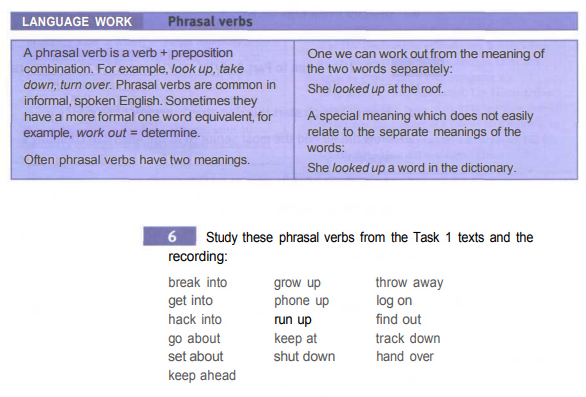 LANGUAGE WORK Phrasal verbs
A phrasal verb is a verb + preposition
combination. For example, look up, take
down, turn over. Phrasal verbs are common in
informal, spoken English. Sometimes they
have a more formal one word equivalent, for
example, work out = determine.
Often phrasal verbs have two meanings.
One we can work out from the meaning of
the two words separately:
She looked up at the roof.
A special meaning which does not easily
relate to the separate meanings of the
words:
She looked up a word in the dictionary.
6 Study these phrasal verbs from the Task 1 texts and the
recording:
break into
get into
hack into
go about
set about
keep ahead
grow up
phone up
run up
keep at
shut down
throw away
log on
find out
track down
hand over